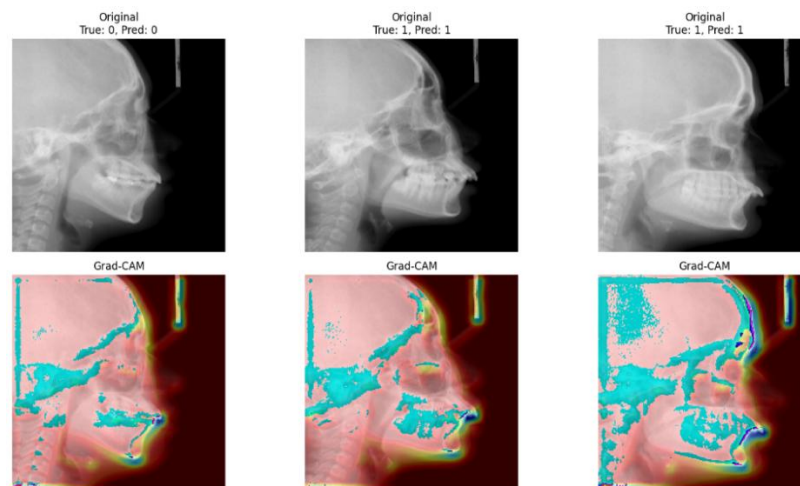 Original
True: 0, Pred: 0
Original
True: 1, Pred: 1
Original
True: 1, Pred: 1
Grad-CAM
Grad-CAM
Grad-CAM